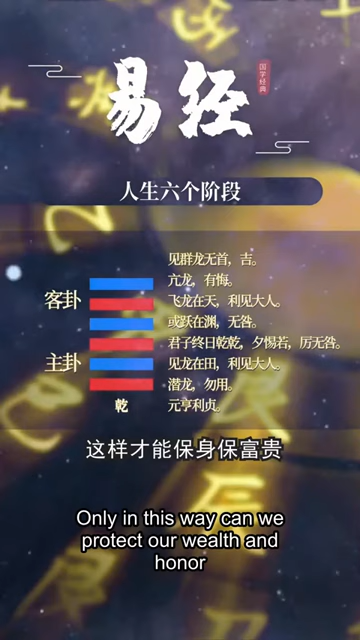 易经
国学经典
人生六个阶段
见群龙无首，吉。
亢龙，有悔。
客卦
飞龙在天，利见大人。
或跃在渊，无咎。
君子终日乾乾，夕惕若，厉无咎。
主卦
见龙在田，利见大人。
潜龙，勿用。
乾
元亨利贞。
这样才能保身保富贵
Only in this way can we
protect our wealth and
honor